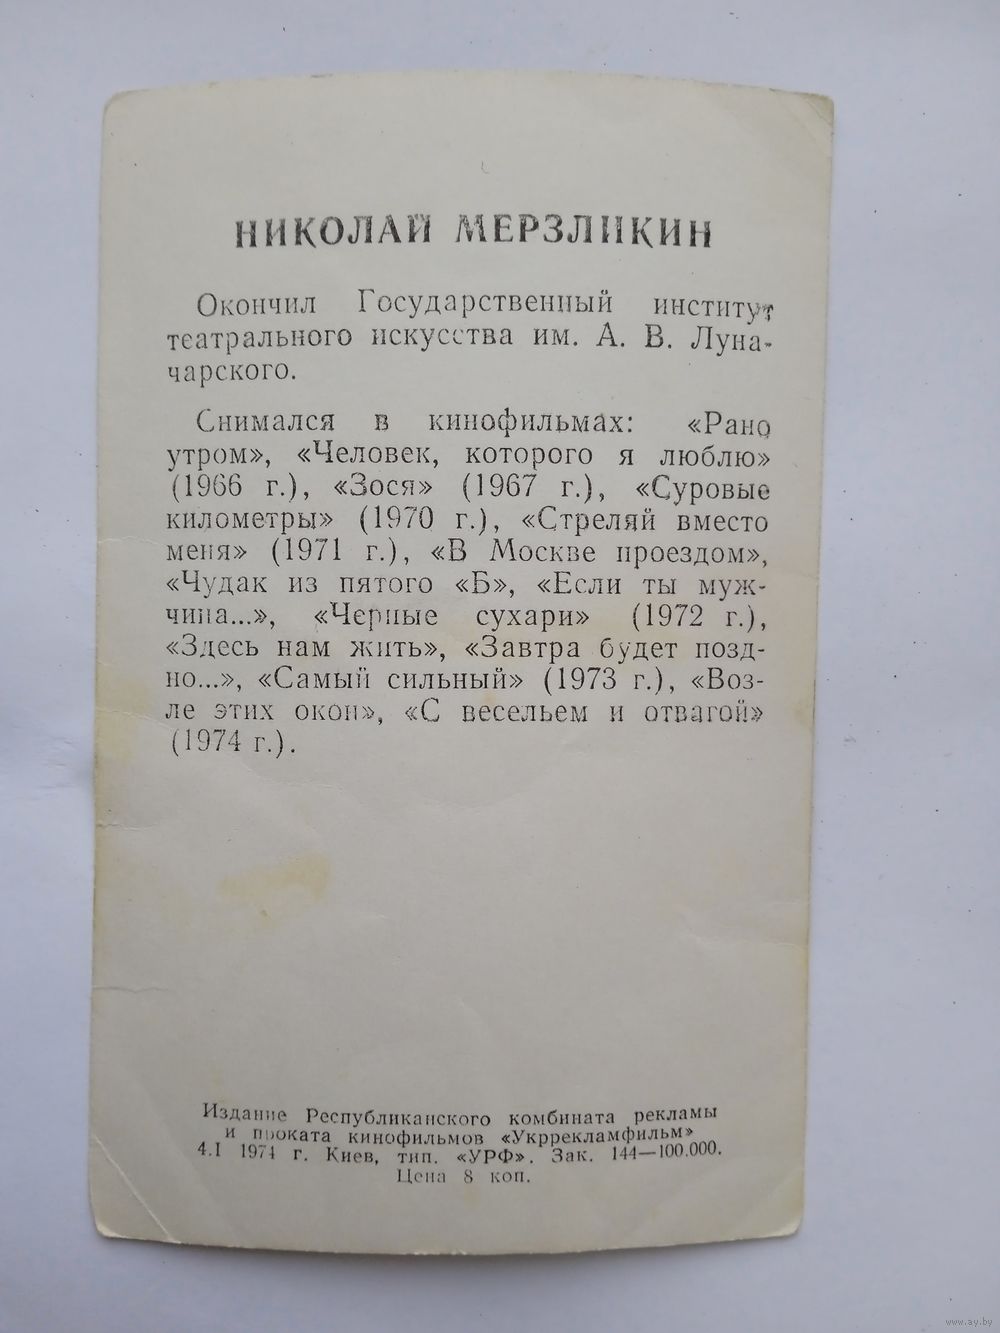 НИКОЛАЙ МЕРЗЛИКИН
Окончил Государственный институт
театрального искусства им. А. В. Луна-
чарского.
Снимался в кинофильмах: «Рано
утром», «Человек, которого я люблю»
(1966 г.), «Зося» (1967 г.), «Суровые
километры» (1970 г.), «Стреляй вместо
меня» (1971 г.), «В Москве проездом»,
«Чудак из пятого «Б», «Если ты муж-
чина...», «Черные сухари» (1972 г.),
«Здесь нам жить», «Завтра будет позд-
но...», «Самый сильный» (1973 г.), «Воз-
ле этих окон», «С весельем и отвагой»
(1974 г.).
Издание Республиканского комбината рекламы
и проката кинофильмов «Укррекламфильм»
4.I 1974 г. Киев, тип. «УРФ». Зак. 144—100.000.
Цена 8 коп.
www.ay.by